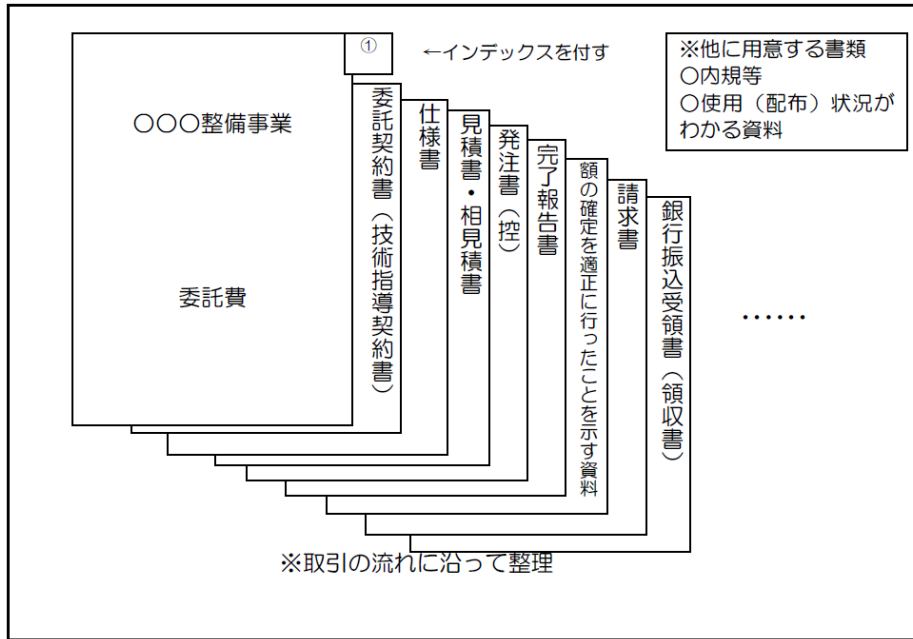 ①
←インデックスを付す
※他に用意する書類
〇内規等
〇使用（配布）状況が
わかる資料
〇〇〇整備事業
委託費
委託契約書（技術指導契約書）
仕様書
見積書・相見積書
発注書（控）
完了報告書
額の確定を適正に行ったことを示す資料
請求書
銀行振込受領書（領収書）
……
※取引の流れに沿って整理